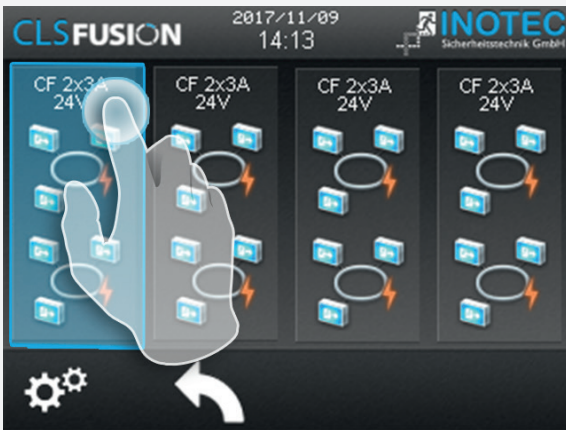 CLSFUSION
2017/11/09
14:13
INOTEC
Sicherheitstechnik GmbH
CF 2x3A
24V
CF 2x3A
24V
CF 2x3A
24V
CF 2x3A
24V